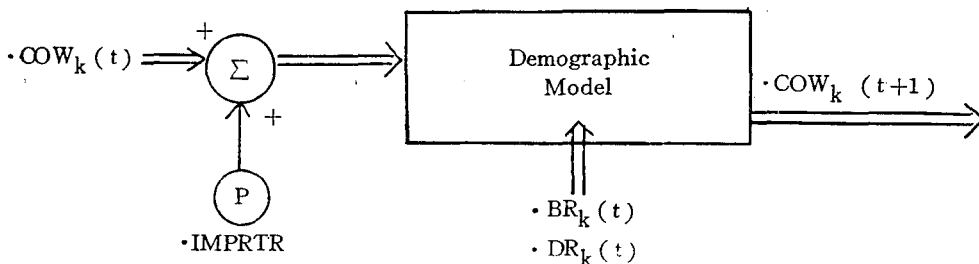 ·COW_k (t)
+
Σ
+
P
·IMPRTR
Demographic
Model
·COW_k (t+1)
·BR_k (t)
·DR_k (t)